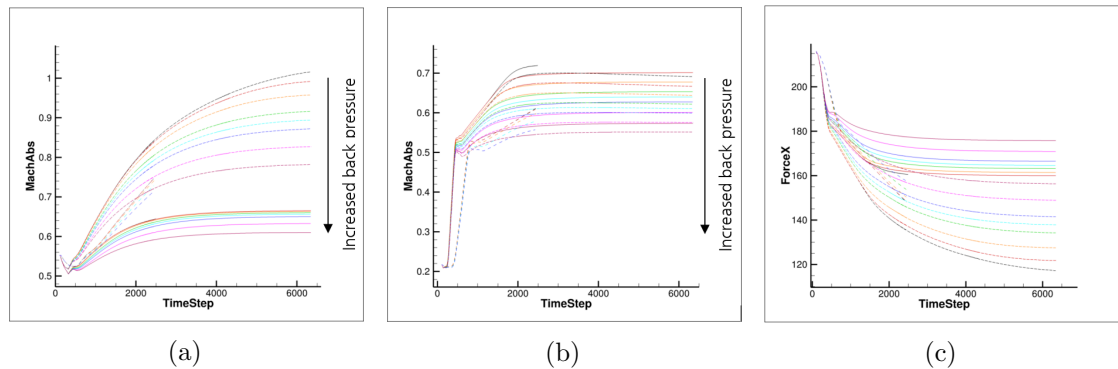 1
0.9
0.8
0.7
0.6
0.5
MachAbs
0
2000
4000
6000
TimeStep
Increased back pressure
(a)
0.7
0.6
0.5
0.4
0.3
0.2
MachAbs
0
2000
4000
6000
TimeStep
Increased back pressure
(b)
200
180
160
140
120
ForceX
0
2000
4000
6000
TimeStep
(c)